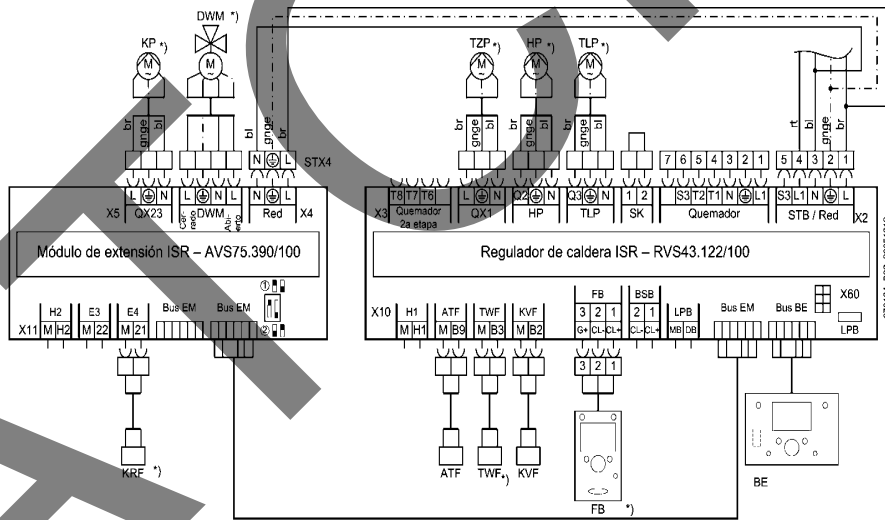 DWM *)
KP *)
TZP *)
HP *)
TLP *)
M ~
M ~
M ~
M ~
M ~
br gnge bl
bl gnge br
br gnge bl
br gnge bl
br gnge bl
rt bl gnge br
N L STX4
7 6 5 4 3 2 1
5 4 3 2 1
X5 L N L N L N L X4
QX23 Cerrado DWM Abierto Red
X3 T8 T7 T6 L N Q2 N Q3 N 1 2 S3 T2 T1 N L1 S3 L1 N L X2
Quemador 2a etapa QX1 HP TLP SK Quemador STB / Red
Módulo de extensión ISR – AVS75.390/100
Regulador de caldera ISR – RVS43.122/100
1
2
H2 E3 E4 Bus EM Bus EM
X11 M H2 M 22 M 21
FB BSB
X10 H1 ATF TWF KVF 3 2 1 2 1 LPB Bus EM Bus BE X60
M H1 M B9 M B3 M B2 G+ CL- CL+ CL- CL+ MB DB LPB
3 2 1
KRF *)
ATF
TWF *)
KVF
FB *)
BE